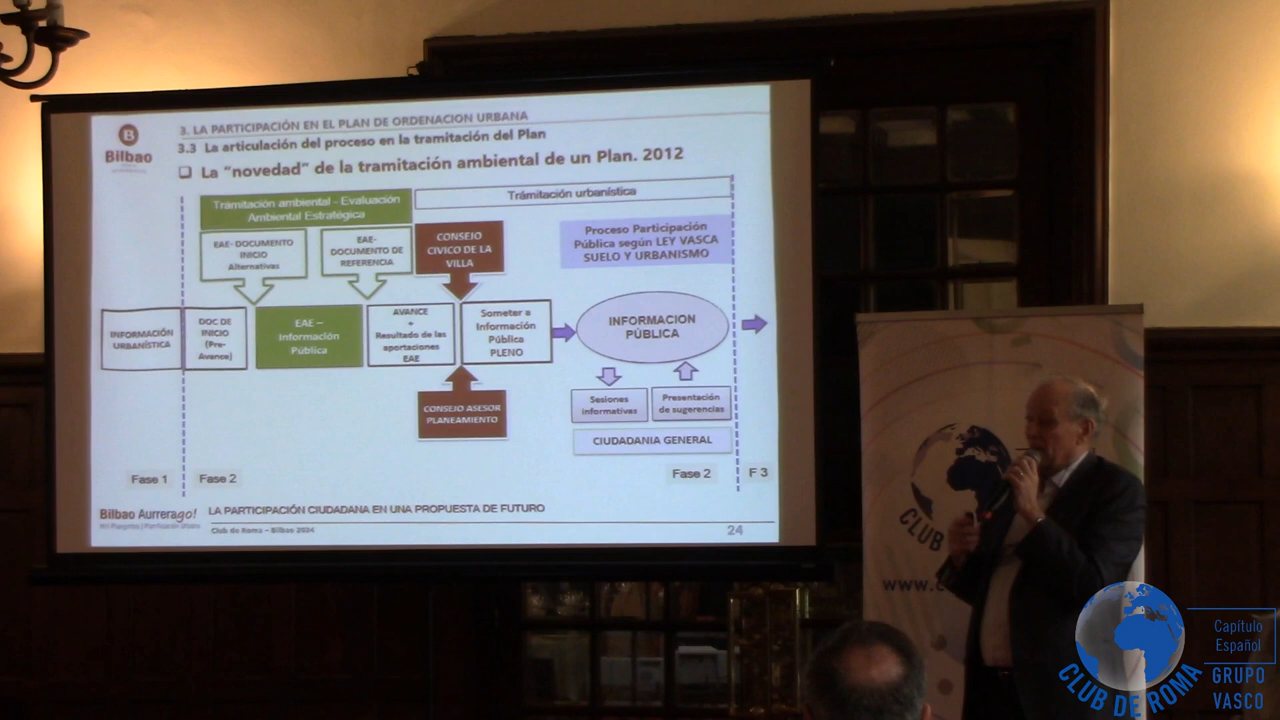 3. LA PARTICIPACIÓN EN EL PLAN DE ORDENACION URBANA
3.3 La articulación del proceso en la tramitación del Plan
La "novedad" de la tramitación ambiental de un Plan. 2012
B
Bilbao
Trámitación ambiental - Evaluación
Ambiental Estratégica
Trámitación urbanística
EAE- DOCUMENTO
INICIO
Alternativas
EAE-
DOCUMENTO DE
REFERENCIA
CONSEJO
CIVICO DE LA
VILLA
Proceso Participación
Pública según LEY VASCA
SUELO Y URBANISMO
INFORMACIÓN
URBANÍSTICA
DOC DE
INICIO
(Pre-
Avance)
EAE –
Información
Pública
AVANCE
+
Resultado de las
aportaciones
EAE
Someter a
Información
Pública
PLENO
INFORMACION
PÚBLICA
CONSEJO ASESOR
PLANEAMIENTO
Sesiones
informativas
Presentación
de sugerencias
CIUDADANIA GENERAL
Fase 1
Fase 2
Fase 2
F 3
Bilbao Aurrerago!
LA PARTICIPACIÓN CIUDADANA EN UNA PROPUESTA DE FUTURO
Club de Roma – Bilbao 2024
24
CLUB
www.
CLUB DE ROMA
Capítulo
Español
GRUPO
VASCO